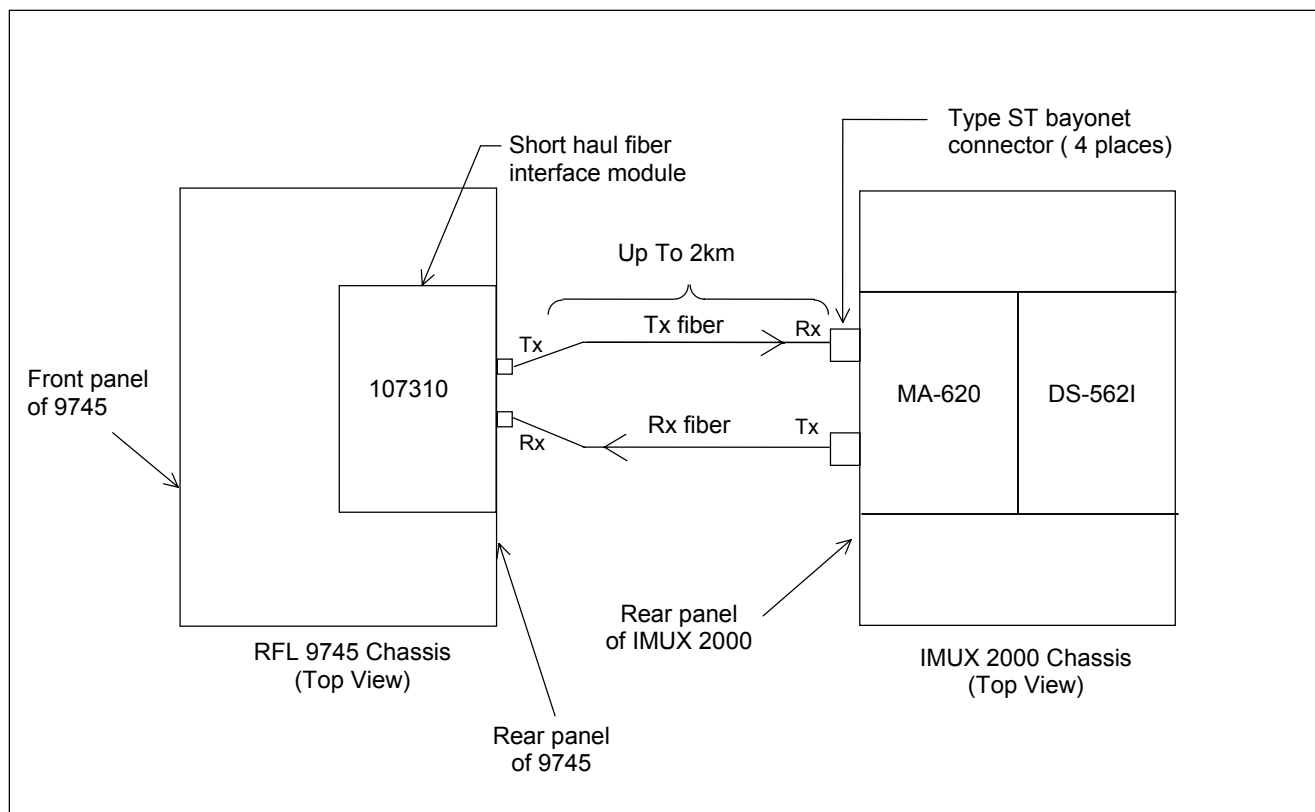 Short haul fiber
interface module
Type ST bayonet
connector ( 4 places)
Up To 2km
Tx fiber
Tx
Rx
Front panel
of 9745
107310
MA-620
DS-562I
Rx fiber
Rx
Tx
Rear panel
of IMUX 2000
RFL 9745 Chassis
(Top View)
IMUX 2000 Chassis
(Top View)
Rear panel
of 9745